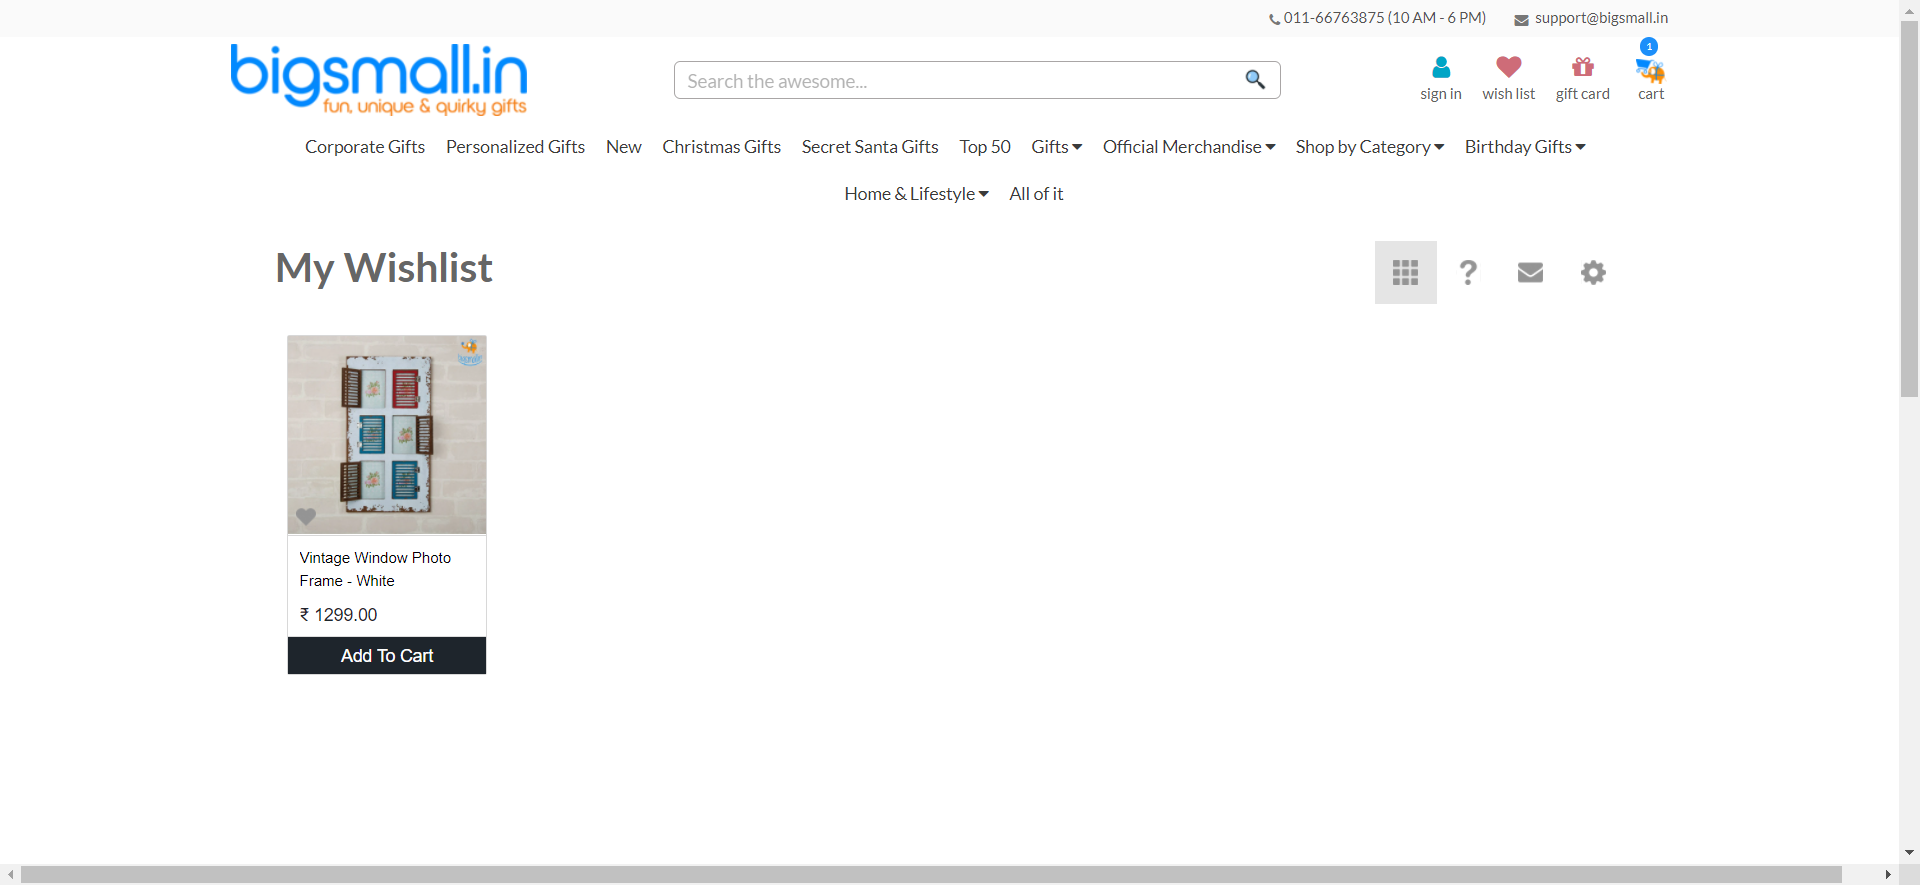 011-66763875 (10 AM - 6 PM) support@bigsmall.in
bigsmall.in
fun, unique & quirky gifts
Search the awesome...
1
sign in wish list gift card cart
Corporate Gifts Personalized Gifts New Christmas Gifts Secret Santa Gifts Top 50 Gifts Official Merchandise Shop by Category Birthday Gifts
Home & Lifestyle All of it
My Wishlist
?
Vintage Window Photo
Frame - White
₹ 1299.00
Add To Cart